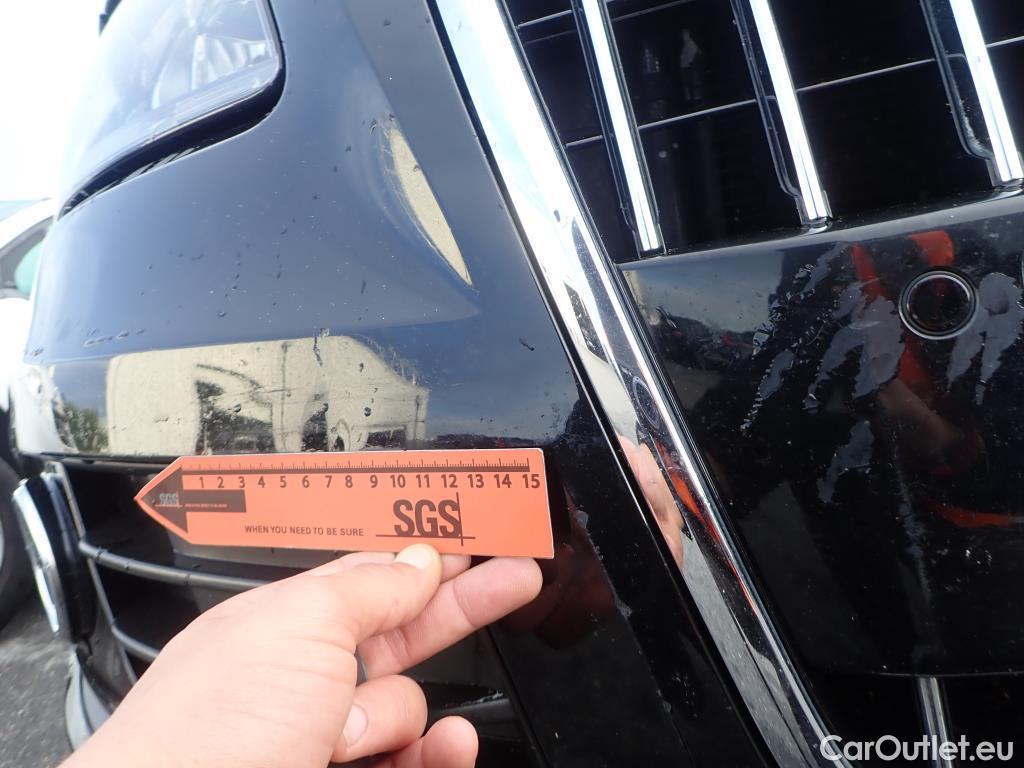 1 2 3 4 5 6 7 8 9 10 11 12 13 14 15
SGS
WHEN YOU NEED TO BE SURE
SGS
CarOutlet.eu